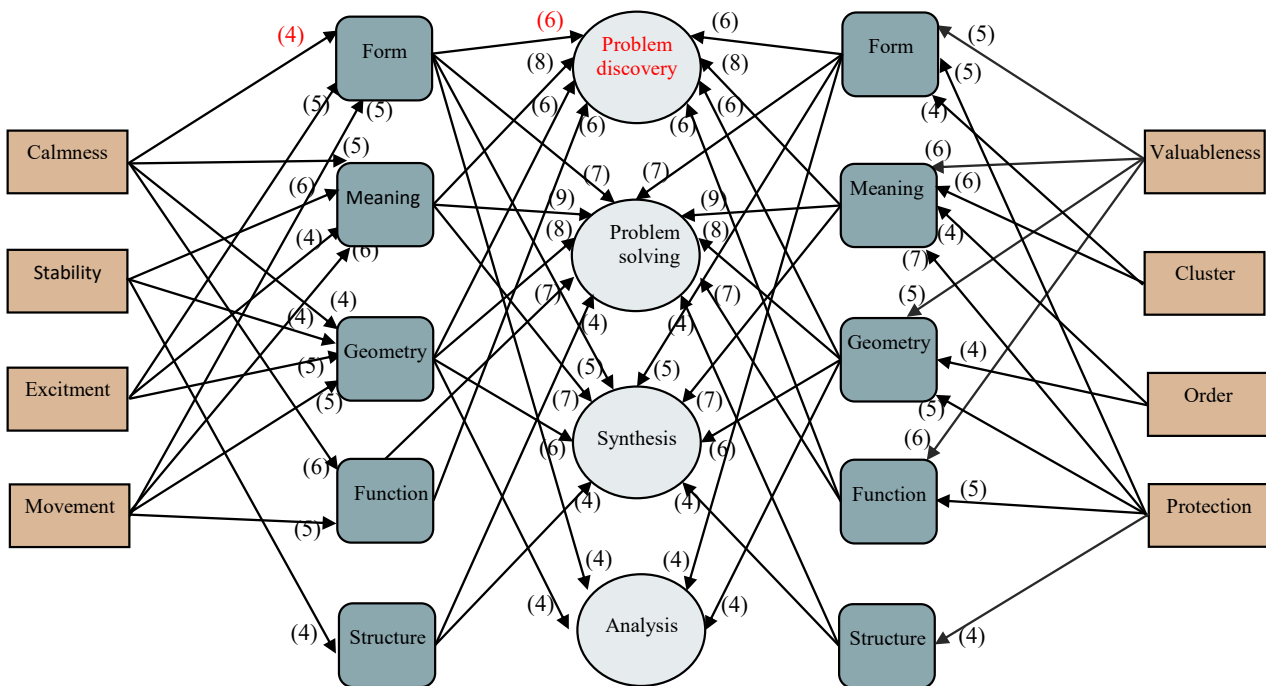 (4) (6) (6)
Form Problem Form
discovery
(5)
(8) (8) (5)
(5) (5) (6) (6) (6) (6) (4)
Calmness (5) Valuableness
(6) (7) (7) (6) (6)
Meaning (9) (9) Meaning
(4) (6) (8) Problem (8) (4)
solving (7)
Stability Cluster
(4) (4) (7) (4) (4) (7) (5)
Geometry Geometry (4)
Excitment (5) (5) (5) Order
(5) (7) (7) (5)
(6) Synthesis (6) (6)
(6) Function Function (5)
Movement (5) (4) (4) Protection
(4) (4)
(4) Structure (4) Analysis (4) Structure (4)